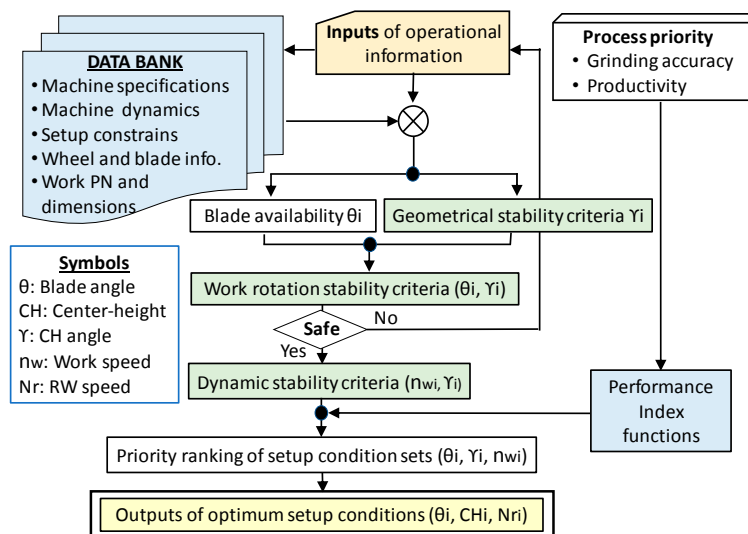 Inputs of operational
information
Process priority
• Grinding accuracy
• Productivity
DATA BANK
• Machine specifications
• Machine dynamics
• Setup constrains
• Wheel and blade info.
• Work PN and
dimensions
Blade availability θi
Geometrical stability criteria ϒi
Symbols
θ: Blade angle
CH: Center-height
ϒ: CH angle
nw: Work speed
Nr: RW speed
Work rotation stability criteria (θi, ϒi)
Safe
No
Yes
Dynamic stability criteria (nwi, ϒi)
Performance
Index
functions
Priority ranking of setup condition sets (θi, ϒi, nwi)
Outputs of optimum setup conditions (θi, CHi, Nri)